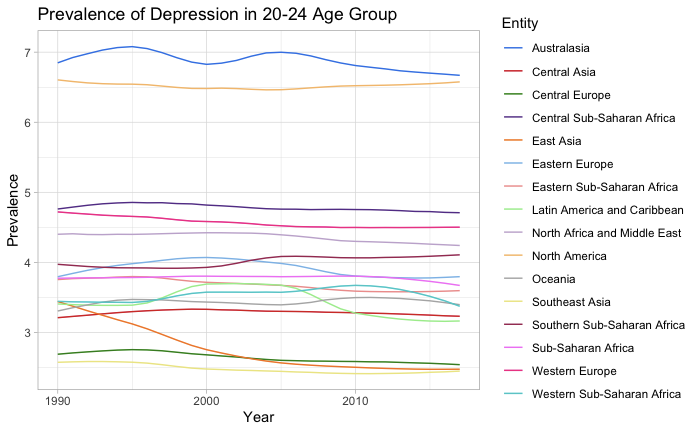 Prevalence of Depression in 20-24 Age Group
Prevalence
7
6
5
4
3
1990
2000
2010
Year
Entity
Australasia
Central Asia
Central Europe
Central Sub-Saharan Africa
East Asia
Eastern Europe
Eastern Sub-Saharan Africa
Latin America and Caribbean
North Africa and Middle East
North America
Oceania
Southeast Asia
Southern Sub-Saharan Africa
Sub-Saharan Africa
Western Europe
Western Sub-Saharan Africa